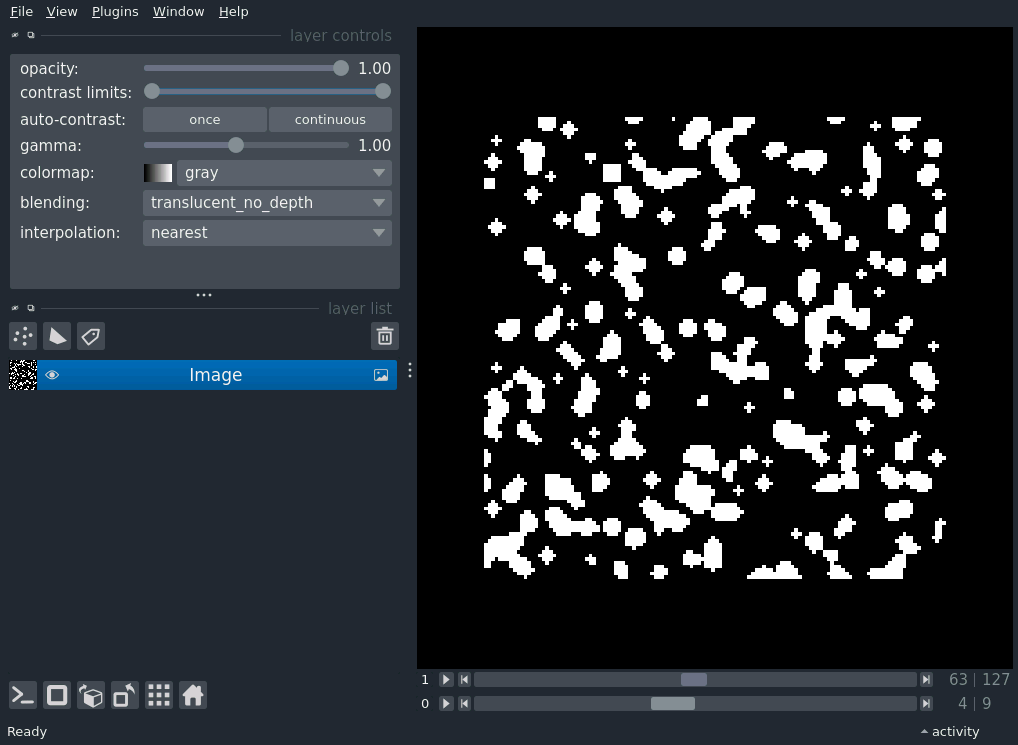 File View Plugins Window Help
layer controls
opacity: 1.00
contrast limits:
auto-contrast: once continuous
gamma: 1.00
colormap: gray
blending: translucent_no_depth
interpolation: nearest
layer list
Image
1 63 | 127
0 4 | 9
Ready activity